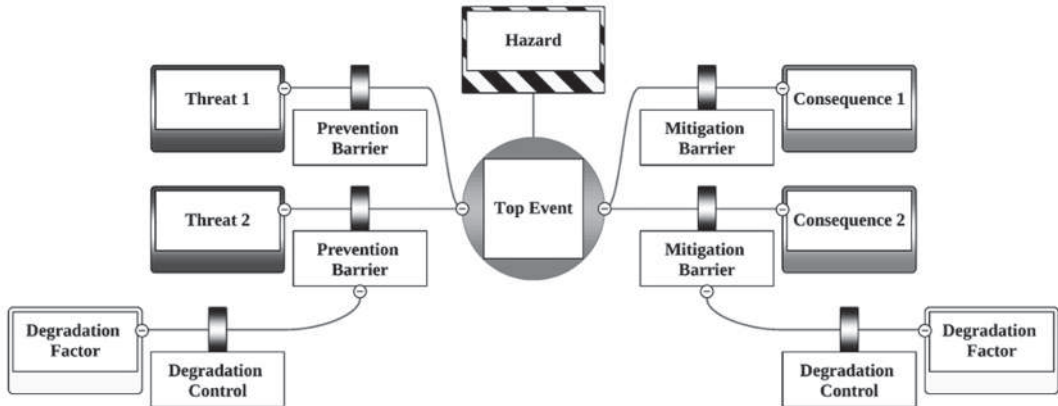 Hazard
Threat 1
Prevention
Barrier
Mitigation
Barrier
Consequence 1
Threat 2
Prevention
Barrier
Top Event
Mitigation
Barrier
Consequence 2
Degradation
Factor
Degradation
Control
Degradation
Control
Degradation
Factor